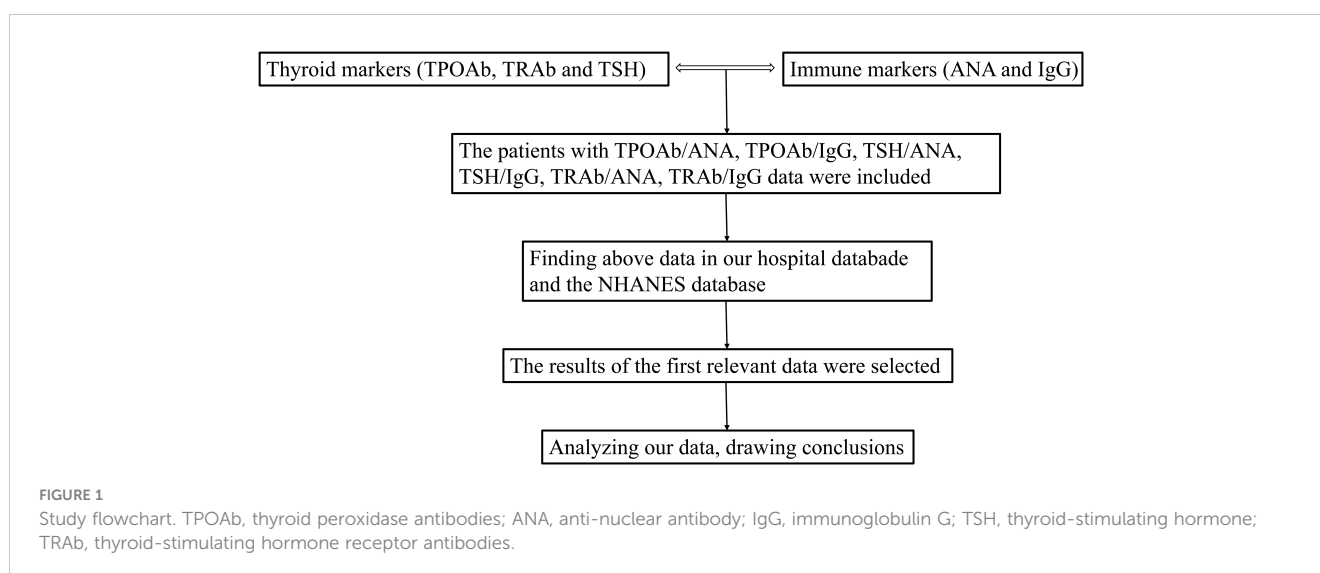 Thyroid markers (TPOAb, TRAb and TSH)
Immune markers (ANA and IgG)
The patients with TPOAb/ANA, TPOAb/IgG, TSH/ANA,
TSH/IgG, TRAb/ANA, TRAb/IgG data were included
Finding above data in our hospital databade
and the NHANES database
The results of the first relevant data were selected
Analyzing our data, drawing conclusions
FIGURE 1
Study flowchart. TPOAb, thyroid peroxidase antibodies; ANA, anti-nuclear antibody; IgG, immunoglobulin G; TSH, thyroid-stimulating hormone;
TRAb, thyroid-stimulating hormone receptor antibodies.